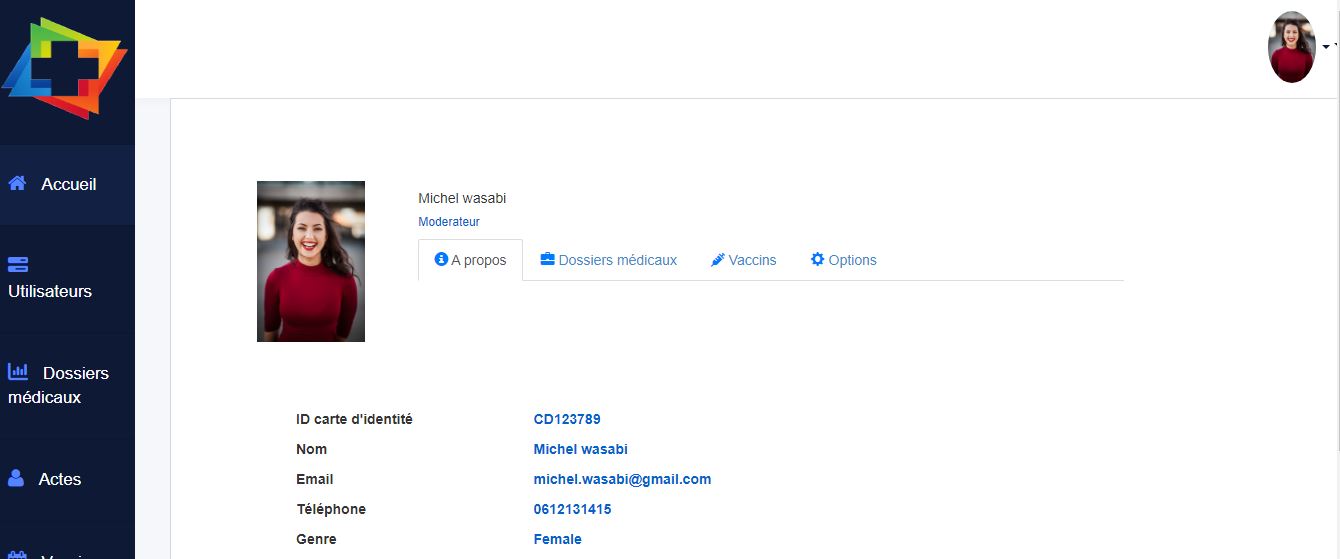 Accueil
Utilisateurs
Dossiers
médicaux
Actes
Michel wasabi
Moderateur
A propos Dossiers médicaux Vaccins Options
ID carte d'identité CD123789
Nom Michel wasabi
Email michel.wasabi@gmail.com
Téléphone 0612131415
Genre Female